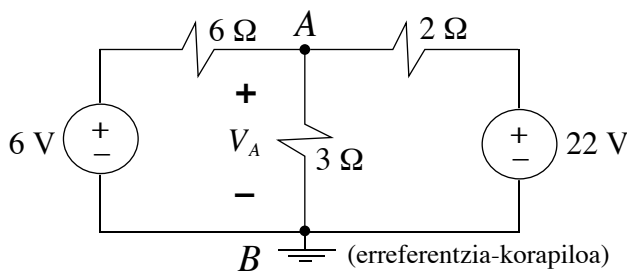 6 Ω
A
2 Ω
+
6 V
+
−
V_A
3 Ω
+
−
22 V
−
B
(erreferentzia-korapiloa)